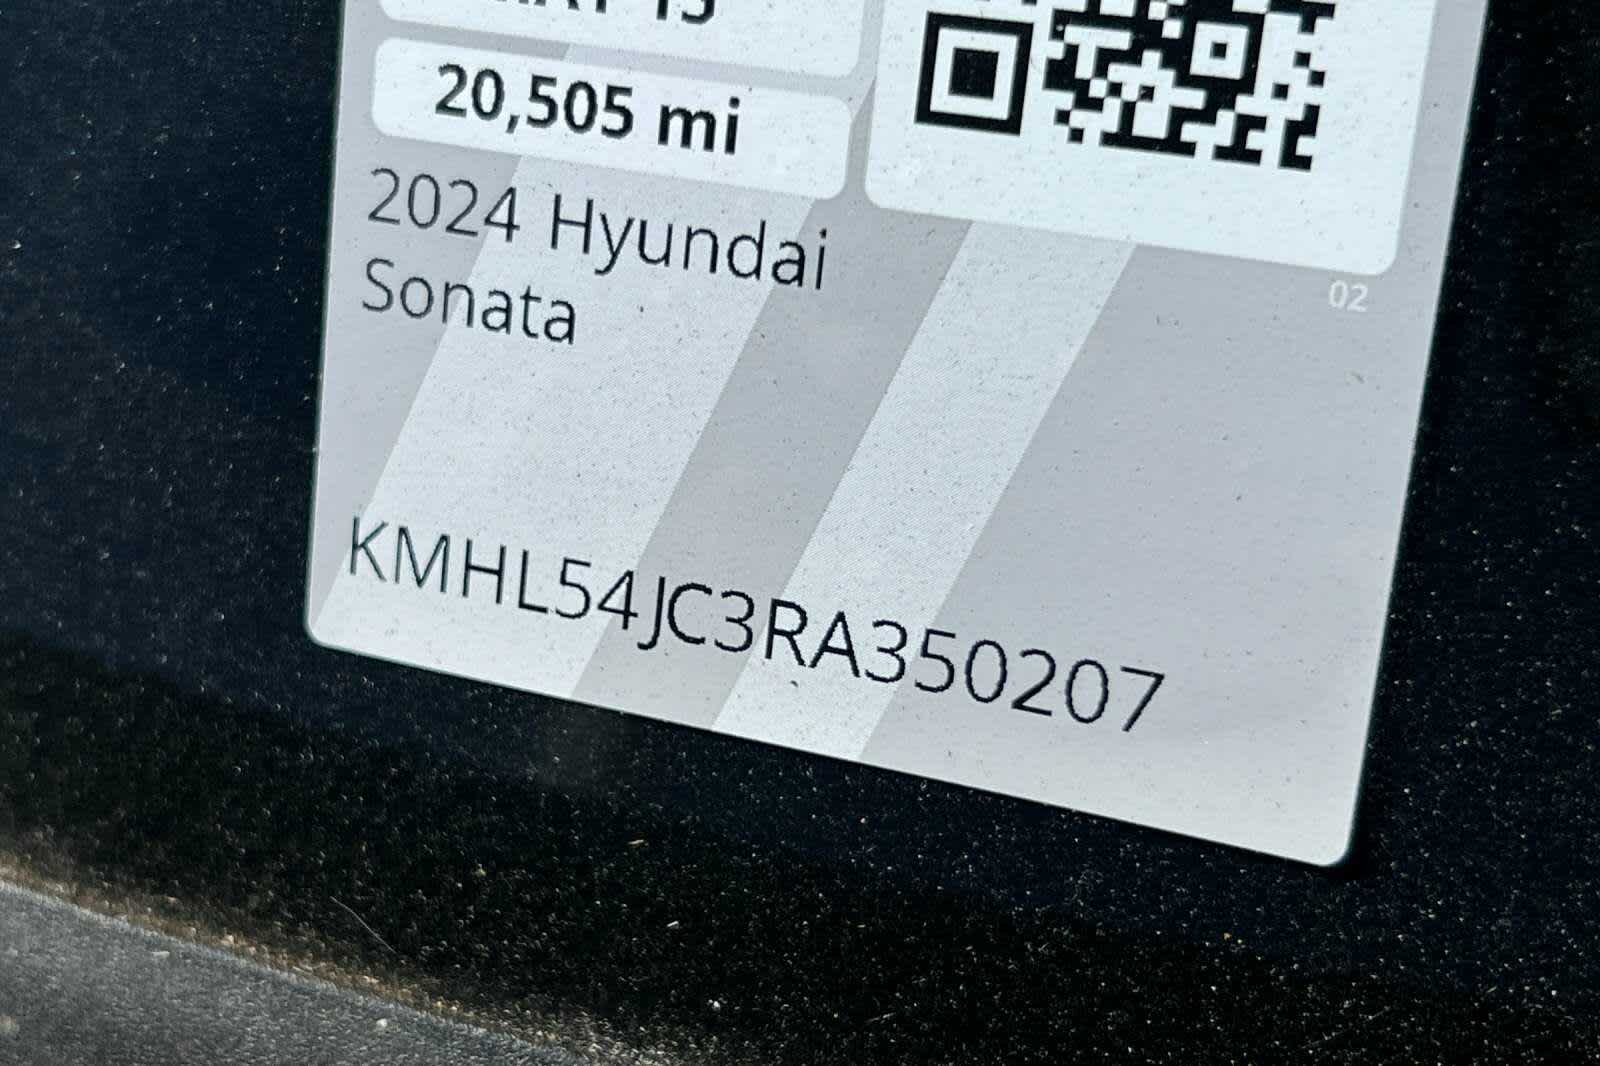 20,505 mi
2024 Hyundai
Sonata
02
KMHL54JC3RA350207